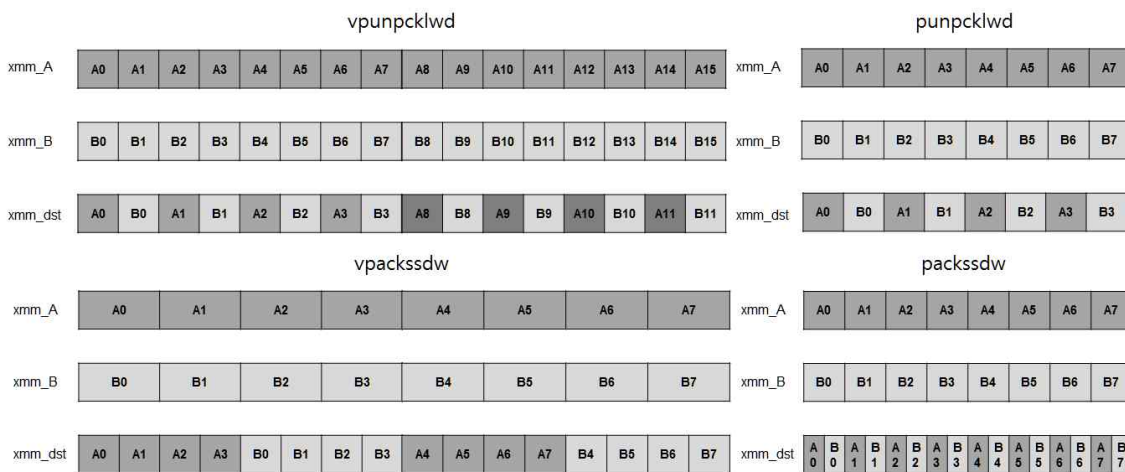 vpunpcklwd
punpcklwd
xmm_A A0 A1 A2 A3 A4 A5 A6 A7 A8 A9 A10 A11 A12 A13 A14 A15
xmm_A A0 A1 A2 A3 A4 A5 A6 A7
xmm_B B0 B1 B2 B3 B4 B5 B6 B7 B8 B9 B10 B11 B12 B13 B14 B15
xmm_B B0 B1 B2 B3 B4 B5 B6 B7
xmm_dst A0 B0 A1 B1 A2 B2 A3 B3 A8 B8 A9 B9 A10 B10 A11 B11
xmm_dst A0 B0 A1 B1 A2 B2 A3 B3
vpackssdw
packssdw
xmm_A A0 A1 A2 A3 A4 A5 A6 A7
xmm_A A0 A1 A2 A3 A4 A5 A6 A7
xmm_B B0 B1 B2 B3 B4 B5 B6 B7
xmm_B B0 B1 B2 B3 B4 B5 B6 B7
xmm_dst A0 A1 A2 A3 B0 B1 B2 B3 A4 A5 A6 A7 B4 B5 B6 B7
xmm_dst A0 B0 A1 B1 A2 B2 A3 B3 A4 B4 A5 B5 A6 B6 A7 B7